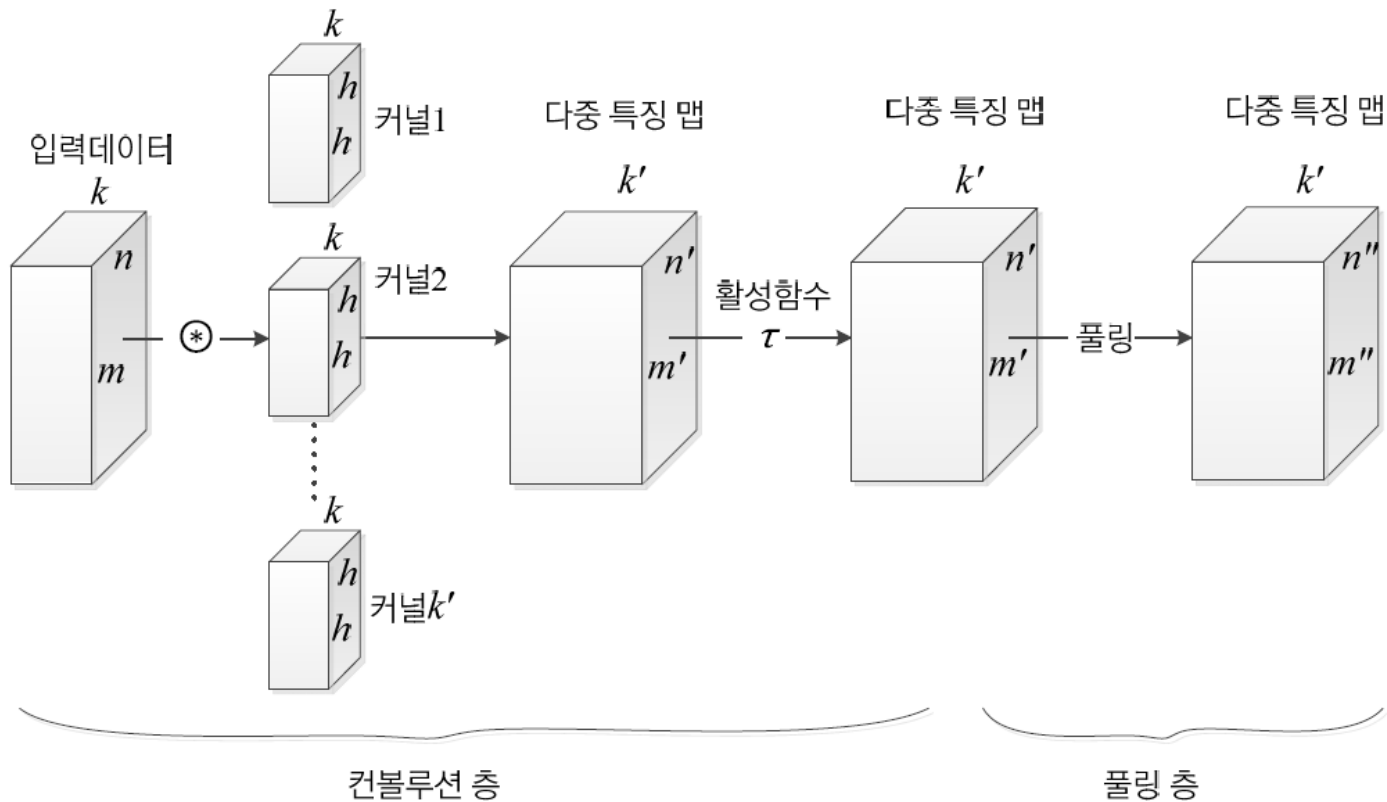 입력데이터
k
n
m
⊛
k
h
h
커널1
k
h
h
커널2
k
h
h
커널k′
다중 특징 맵
k′
n′
m′
활성함수
τ
다중 특징 맵
k′
n′
m′
풀링
다중 특징 맵
k′
n″
m″
컨볼루션 층
풀링 층